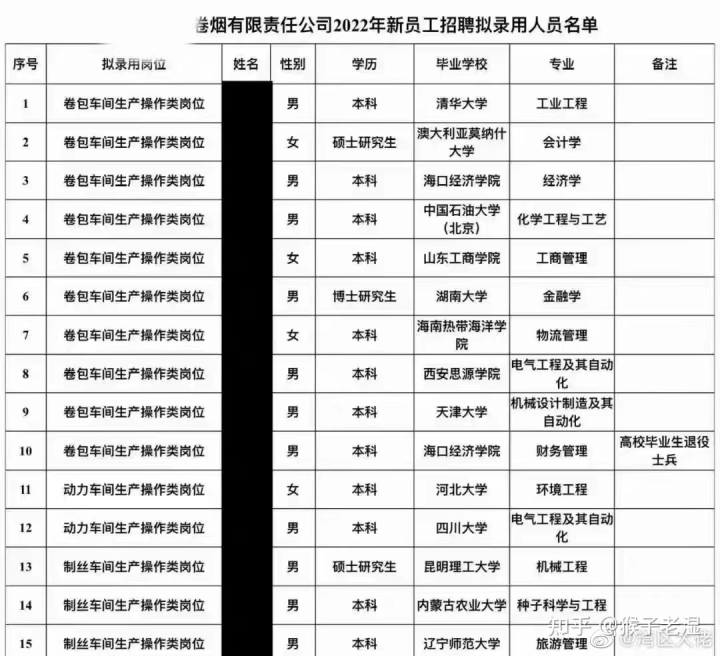 卷烟有限责任公司2022年新员工招聘拟录用人员名单
序号 拟录用岗位 姓名 性别 学历 毕业学校 专业 备注
1 卷包车间生产操作类岗位 男 本科 清华大学 工业工程
2 卷包车间生产操作类岗位 女 硕士研究生 澳大利亚莫纳什大学 会计学
3 卷包车间生产操作类岗位 男 本科 海口经济学院 经济学
4 卷包车间生产操作类岗位 男 本科 中国石油大学（北京） 化学工程与工艺
5 卷包车间生产操作类岗位 女 本科 山东工商学院 工商管理
6 卷包车间生产操作类岗位 男 博士研究生 湖南大学 金融学
7 卷包车间生产操作类岗位 女 本科 海南热带海洋学院 物流管理
8 卷包车间生产操作类岗位 男 本科 西安思源学院 电气工程及其自动化
9 卷包车间生产操作类岗位 男 本科 天津大学 机械设计制造及其自动化
10 卷包车间生产操作类岗位 男 本科 海口经济学院 财务管理 高校毕业生退役士兵
11 动力车间生产操作类岗位 女 本科 河北大学 环境工程
12 动力车间生产操作类岗位 男 本科 四川大学 电气工程及其自动化
13 制丝车间生产操作类岗位 男 硕士研究生 昆明理工大学 机械工程
14 制丝车间生产操作类岗位 男 本科 内蒙古农业大学 种子科学与工程
15 制丝车间生产操作类岗位 男 本科 辽宁师范大学 旅游管理
知乎 @猴子老湿
@湾区大佬